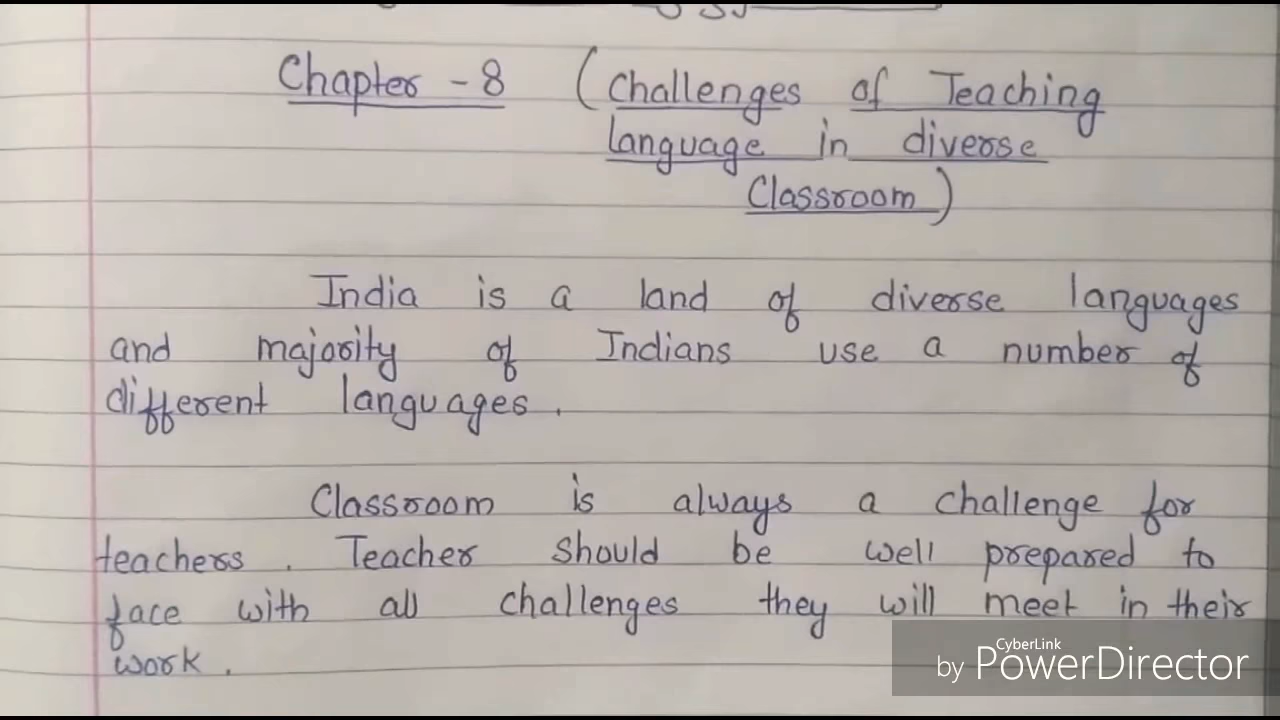 Chapter - 8 (Challenges of Teaching
language in diverse
Classroom)
India is a land of diverse languages
and majority of Indians use a number of
different languages.
Classroom is always a challenge for
teachers. Teacher should be well prepared to
face with all challenges they will meet in their
work.
CyberLink
by PowerDirector